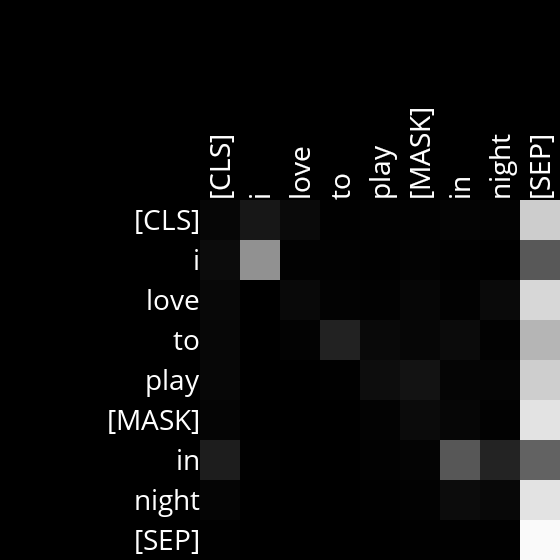 [CLS]
i
love
to
play
[MASK]
in
night
[SEP]
[CLS]
i
love
to
play
[MASK]
in
night
[SEP]